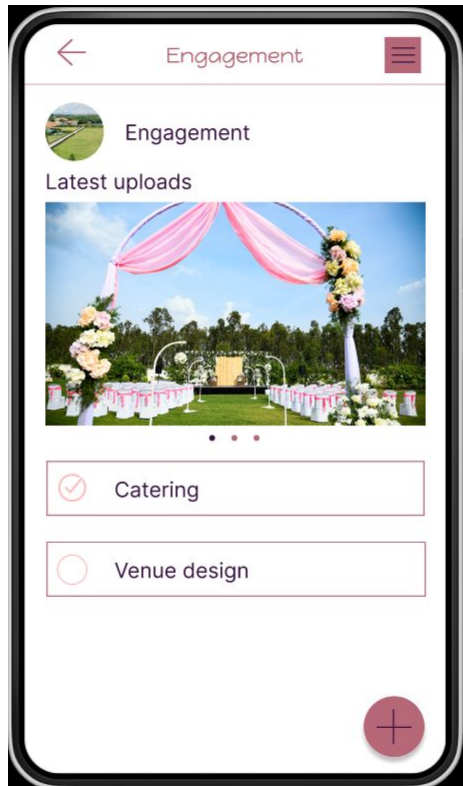 Engagement
Engagement
Latest uploads
Catering
Venue design